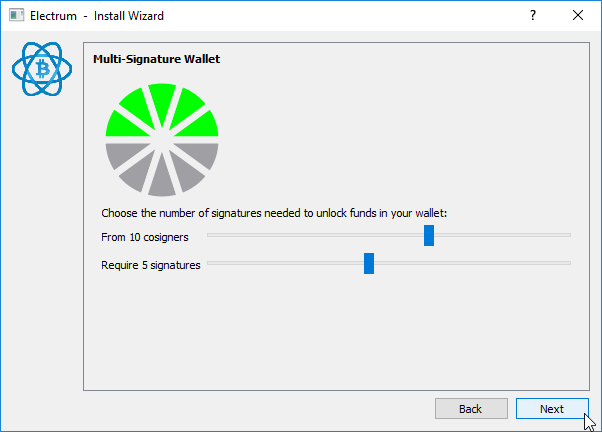 Electrum - Install Wizard
?
Multi-Signature Wallet
Choose the number of signatures needed to unlock funds in your wallet:
From 10 cosigners
Require 5 signatures
Back
Next